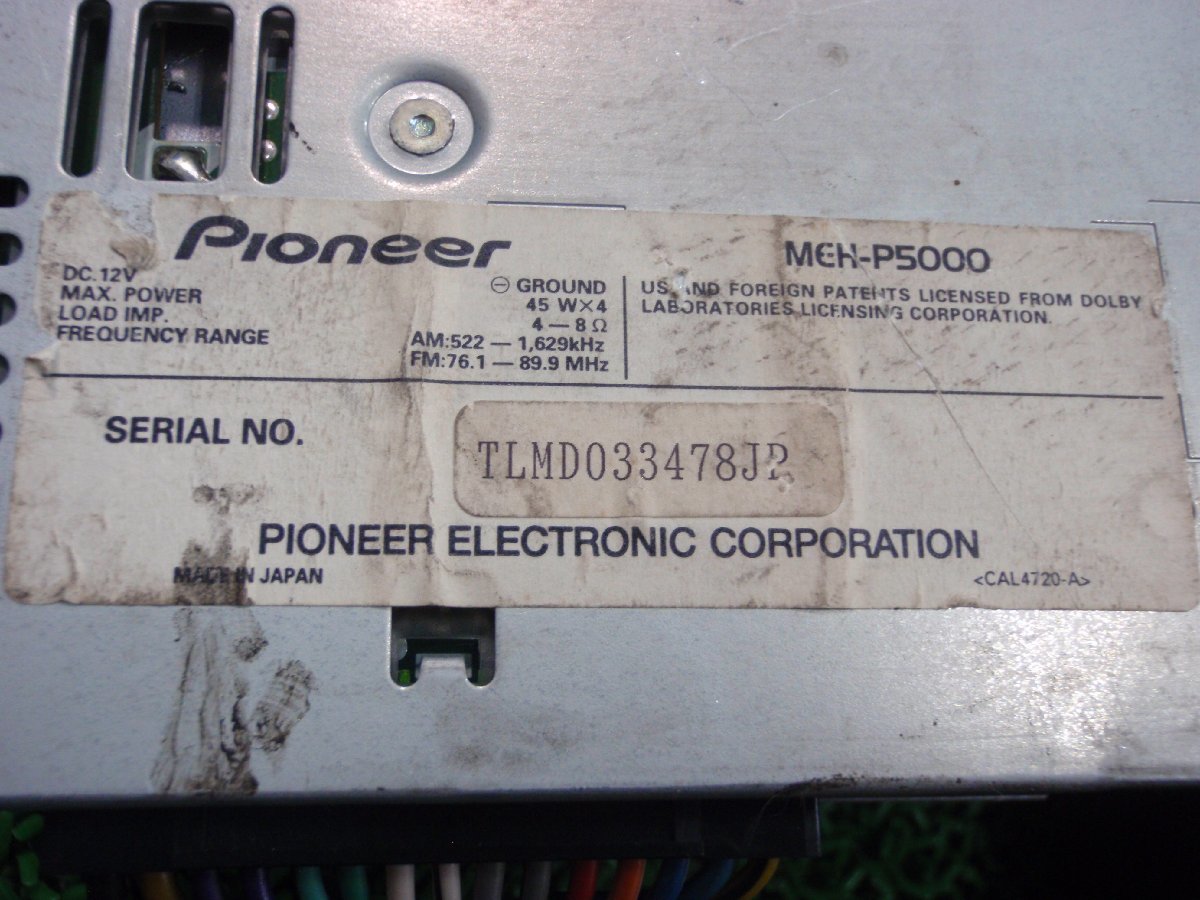 Pioneer
MEH-P5000
DC. 12V ⊖ GROUND
MAX. POWER 45 W×4
LOAD IMP. 4 — 8 Ω
FREQUENCY RANGE AM:522 — 1,629kHz
FM:76.1 — 89.9 MHz
US AND FOREIGN PATENTS LICENSED FROM DOLBY
LABORATORIES LICENSING CORPORATION.
SERIAL NO.
TLMD033478JP
PIONEER ELECTRONIC CORPORATION
MADE IN JAPAN
<CAL4720-A>